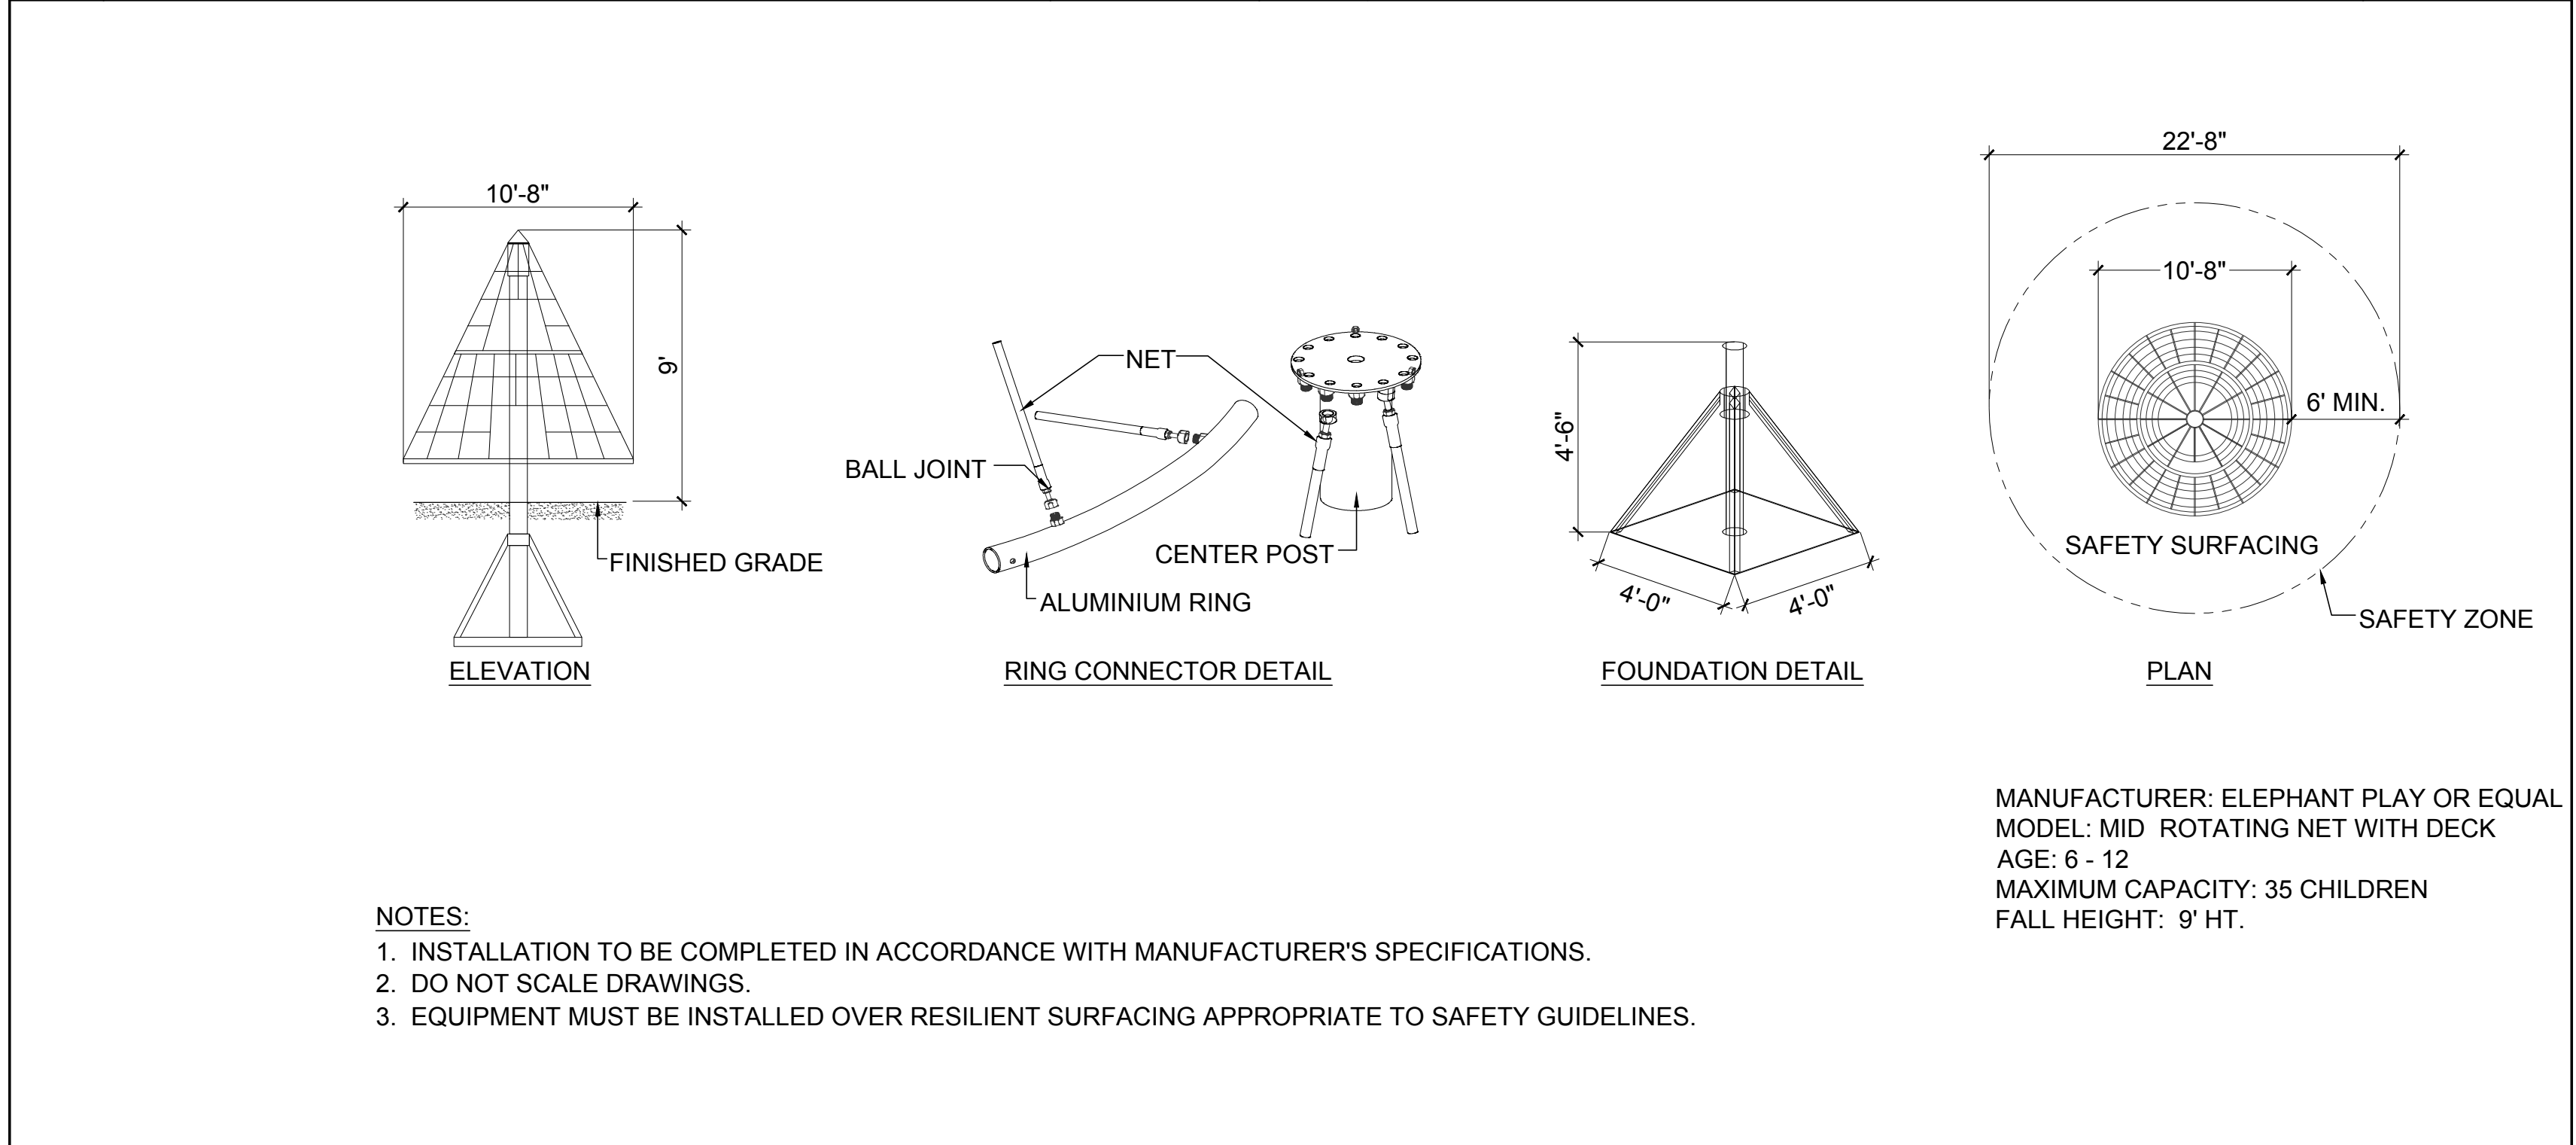 10'-8"
9'
FINISHED GRADE
ELEVATION
NET
BALL JOINT
CENTER POST
ALUMINIUM RING
RING CONNECTOR DETAIL
4'-6"
4'-0"
4'-0"
FOUNDATION DETAIL
22'-8"
10'-8"
6' MIN.
SAFETY SURFACING
SAFETY ZONE
PLAN
MANUFACTURER: ELEPHANT PLAY OR EQUAL
MODEL: MID ROTATING NET WITH DECK
AGE: 6 - 12
MAXIMUM CAPACITY: 35 CHILDREN
FALL HEIGHT: 9' HT.
NOTES:
1. INSTALLATION TO BE COMPLETED IN ACCORDANCE WITH MANUFACTURER'S SPECIFICATIONS.
2. DO NOT SCALE DRAWINGS.
3. EQUIPMENT MUST BE INSTALLED OVER RESILIENT SURFACING APPROPRIATE TO SAFETY GUIDELINES.